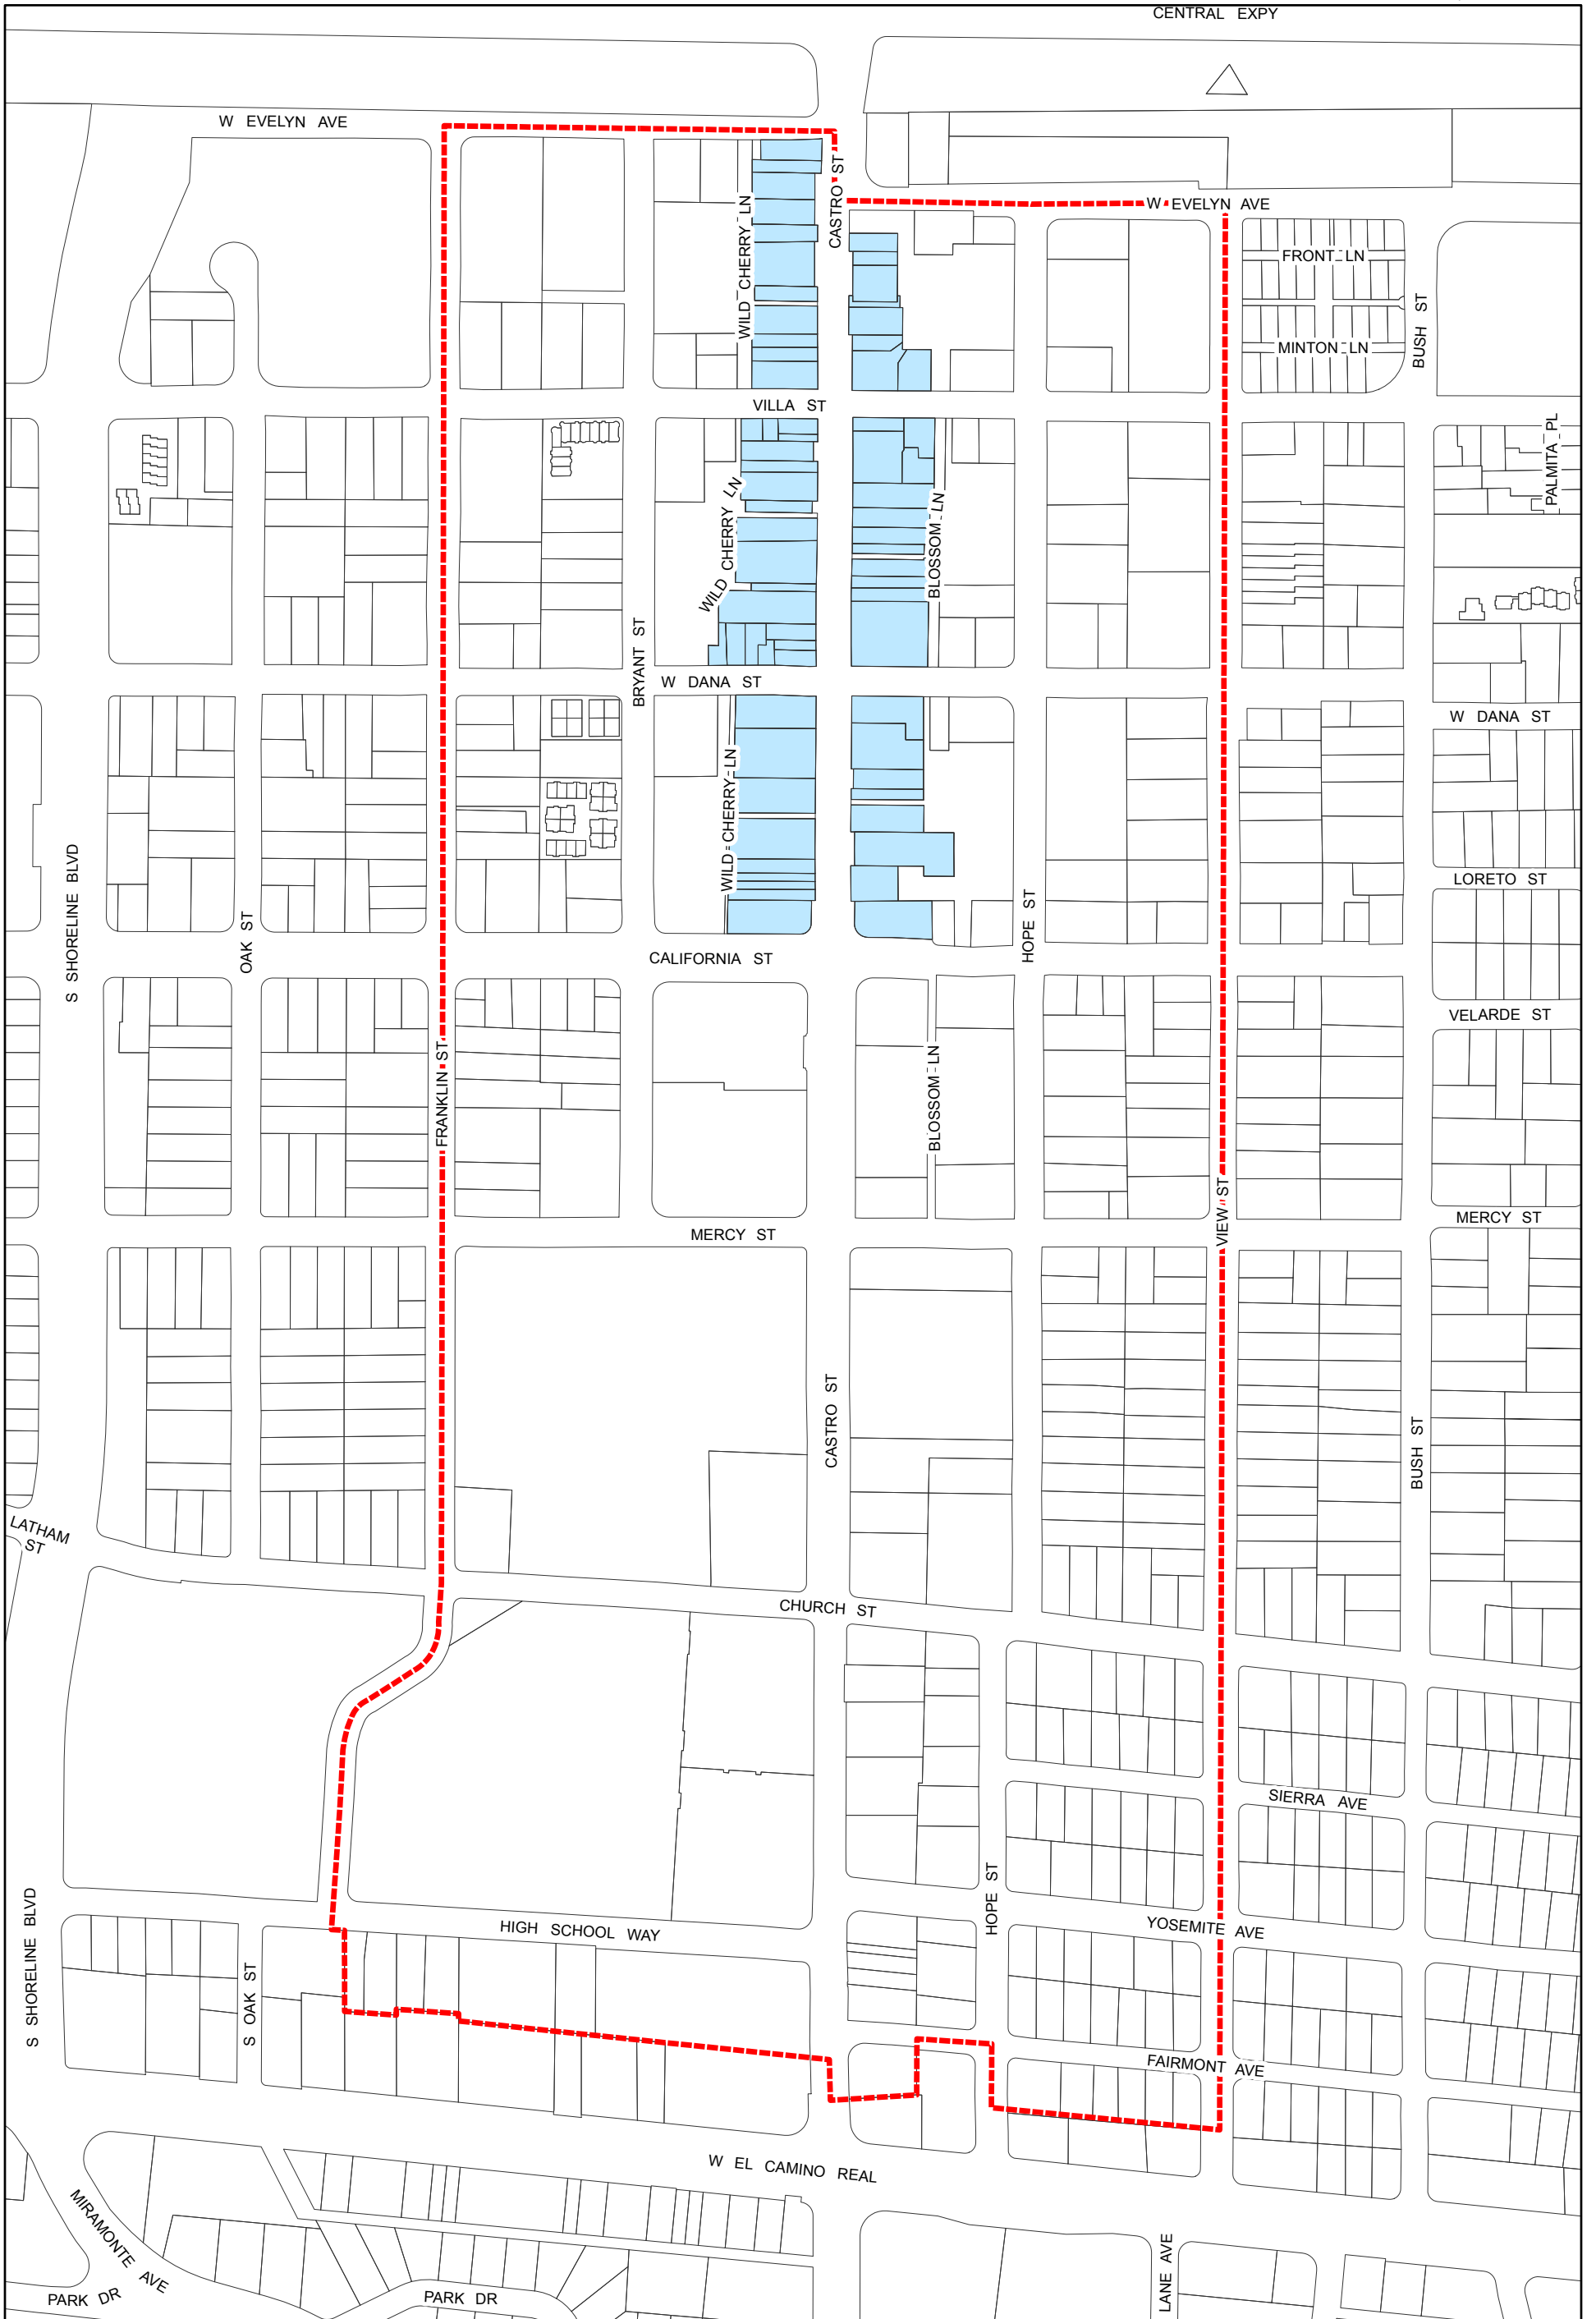 CENTRAL EXPY
W EVELYN AVE
CASTRO ST
WILD CHERRY LN
W EVELYN AVE
FRONT LN
BUSH ST
MINTON LN
VILLA ST
PALMITA PL
WILD CHERRY LN
BLOSSOM LN
BRYANT ST
W DANA ST
W DANA ST
WILD CHERRY LN
S SHORELINE BLVD
LORETO ST
OAK ST
HOPE ST
CALIFORNIA ST
VELARDE ST
FRANKLIN ST
BLOSSOM LN
VIEW ST
MERCY ST
MERCY ST
CASTRO ST
BUSH ST
LATHAM
ST
CHURCH ST
SIERRA AVE
HOPE ST
S SHORELINE BLVD
HIGH SCHOOL WAY
YOSEMITE AVE
S OAK ST
FAIRMONT AVE
W EL CAMINO REAL
MIRAMONTE AVE
LANE AVE
PARK DR
PARK DR